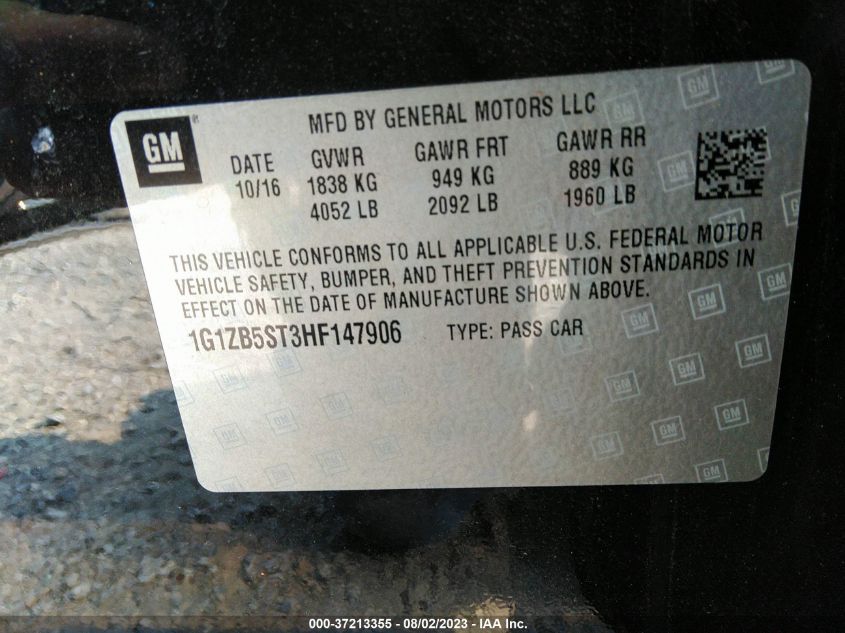 MFD BY GENERAL MOTORS LLC
GM
DATE GVWR GAWR FRT GAWR RR
10/16 1838 KG 949 KG 889 KG
4052 LB 2092 LB 1960 LB
THIS VEHICLE CONFORMS TO ALL APPLICABLE U.S. FEDERAL MOTOR
VEHICLE SAFETY, BUMPER, AND THEFT PREVENTION STANDARDS IN
EFFECT ON THE DATE OF MANUFACTURE SHOWN ABOVE.
1G1ZB5ST3HF147906 TYPE: PASS CAR
000-37213355 - 08/02/2023 - IAA Inc.